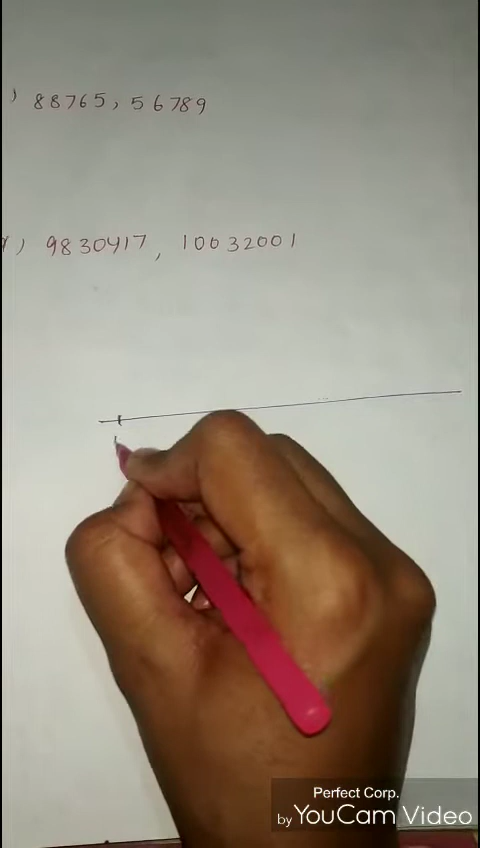 ) 88765, 56789
) 9830417, 10032001
Perfect Corp.
by YouCam Video